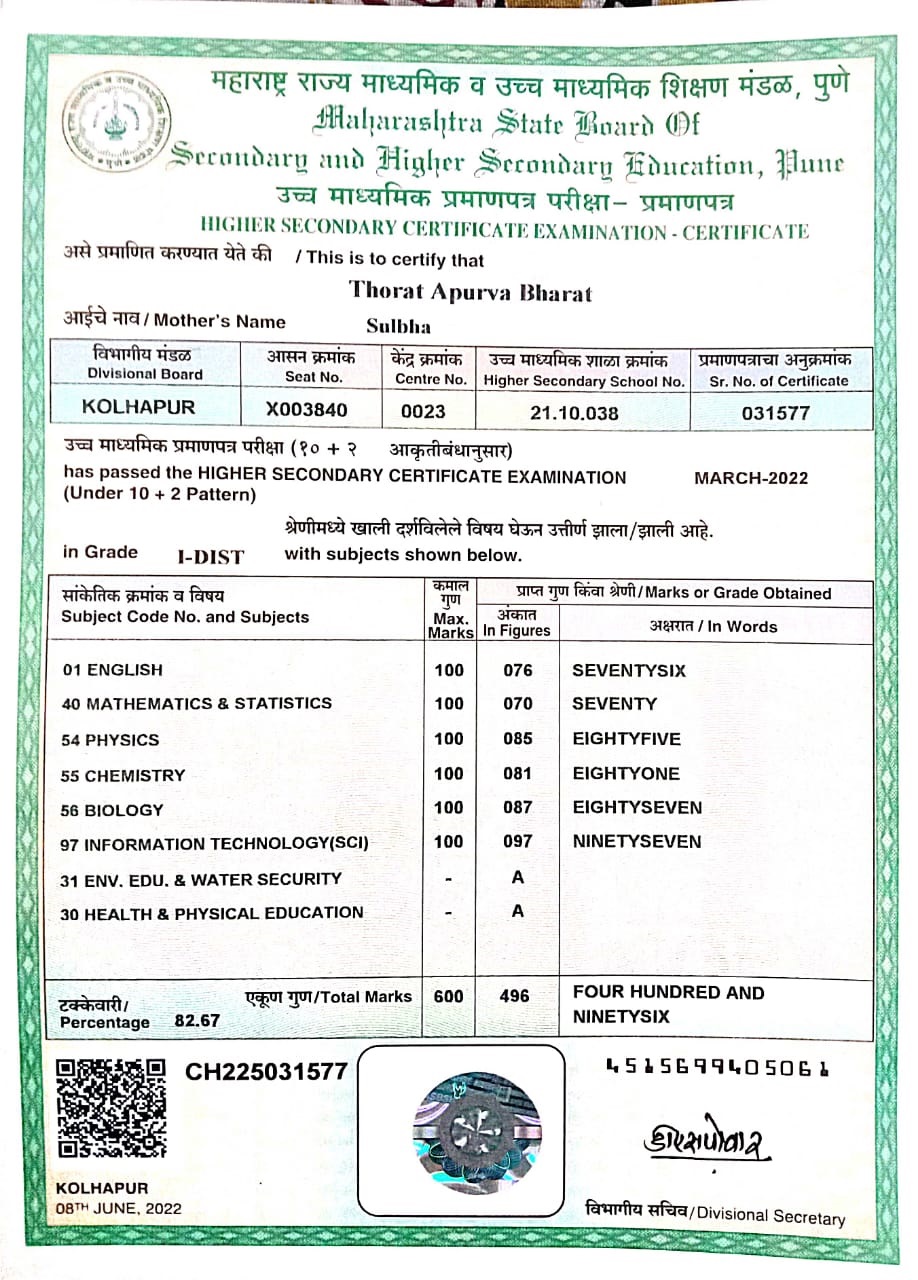 महाराष्ट्र राज्य माध्यमिक व उच्च माध्यमिक शिक्षण मंडळ, पुणे
Maharashtra State Board Of
Secondary and Higher Secondary Education, Pune
उच्च माध्यमिक प्रमाणपत्र परीक्षा– प्रमाणपत्र
HIGHER SECONDARY CERTIFICATE EXAMINATION - CERTIFICATE
असे प्रमाणित करण्यात येते की / This is to certify that
Thorat Apurva Bharat
आईचे नाव / Mother's Name Sulbha
विभागीय मंडळ आसन क्रमांक केंद्र क्रमांक उच्च माध्यमिक शाळा क्रमांक प्रमाणपत्राचा अनुक्रमांक
Divisional Board Seat No. Centre No. Higher Secondary School No. Sr. No. of Certificate
KOLHAPUR X003840 0023 21.10.038 031577
उच्च माध्यमिक प्रमाणपत्र परीक्षा (१० + २ आकृतीबंधानुसार)
has passed the HIGHER SECONDARY CERTIFICATE EXAMINATION MARCH-2022
(Under 10 + 2 Pattern)
श्रेणीमध्ये खाली दर्शविलेले विषय घेऊन उत्तीर्ण झाला/झाली आहे.
in Grade I-DIST with subjects shown below.
सांकेतिक क्रमांक व विषय कमाल गुण प्राप्त गुण किंवा श्रेणी/Marks or Grade Obtained
Subject Code No. and Subjects Max. Marks अंकात In Figures अक्षरात / In Words
01 ENGLISH 100 076 SEVENTYSIX
40 MATHEMATICS & STATISTICS 100 070 SEVENTY
54 PHYSICS 100 085 EIGHTYFIVE
55 CHEMISTRY 100 081 EIGHTYONE
56 BIOLOGY 100 087 EIGHTYSEVEN
97 INFORMATION TECHNOLOGY(SCI) 100 097 NINETYSEVEN
31 ENV. EDU. & WATER SECURITY - A
30 HEALTH & PHYSICAL EDUCATION - A
टक्केवारी/ एकूण गुण/Total Marks 600 496 FOUR HUNDRED AND
Percentage 82.67 NINETYSIX
CH225031577
4515699405061
KOLHAPUR
08TH JUNE, 2022
विभागीय सचिव/Divisional Secretary